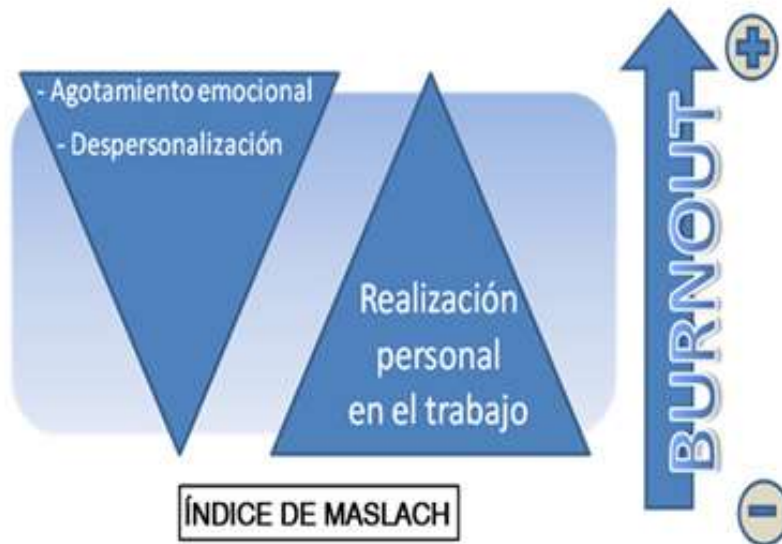 - Agotamiento emocional
- Despersonalización
Realización
personal
en el trabajo
BURNOUT
ÍNDICE DE MASLACH